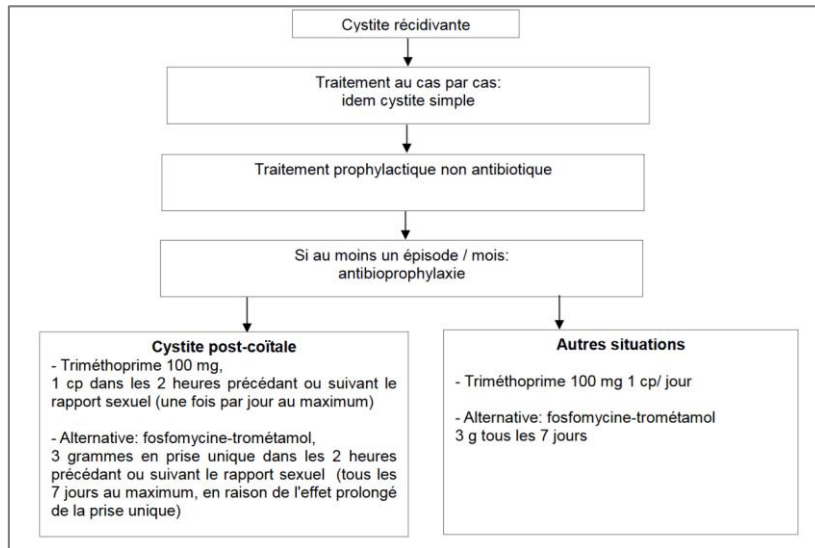 Cystite récidivante
Traitement au cas par cas:
idem cystite simple
Traitement prophylactique non antibiotique
Si au moins un épisode / mois:
antibioprophylaxie
Cystite post-coïtale
- Triméthoprime 100 mg,
1 cp dans les 2 heures précédant ou suivant le
rapport sexuel (une fois par jour au maximum)
- Alternative: fosfomycine-trométamol,
3 grammes en prise unique dans les 2 heures
précédant ou suivant le rapport sexuel (tous les
7 jours au maximum, en raison de l'effet prolongé
de la prise unique)
Autres situations
- Triméthoprime 100 mg 1 cp/ jour
- Alternative: fosfomycine-trométamol
3 g tous les 7 jours